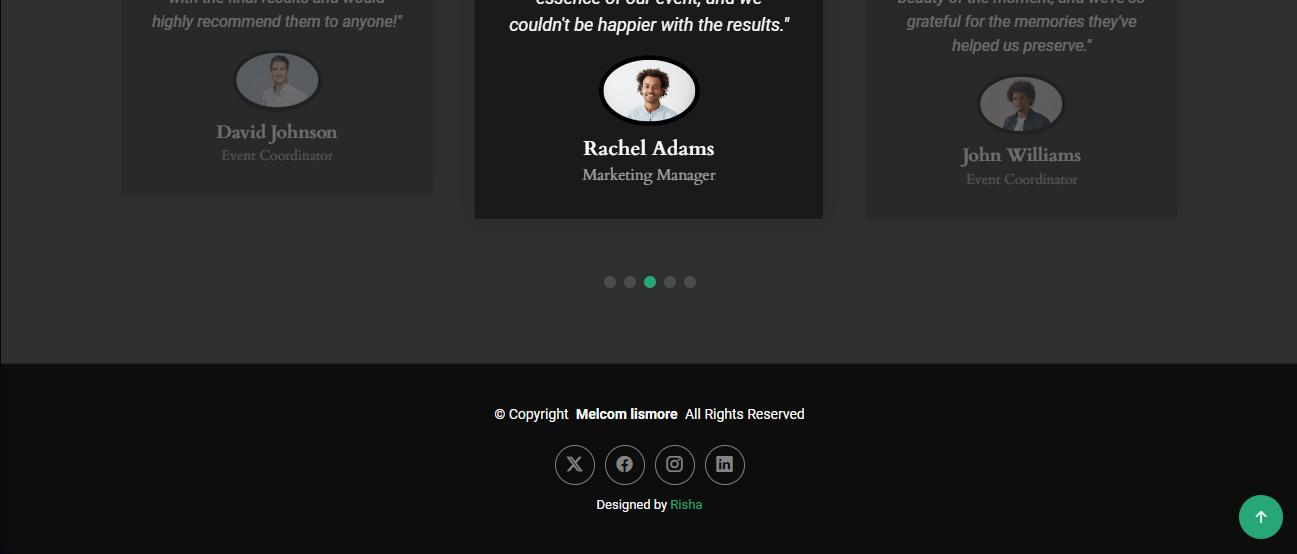 with the final results and would
highly recommend them to anyone!"
David Johnson
Event Coordinator
essence of our event, and we
couldn't be happier with the results."
Rachel Adams
Marketing Manager
beauty of the moment, and we're so
grateful for the memories they've
helped us preserve."
John Williams
Event Coordinator
© Copyright Melcom lismore All Rights Reserved
Designed by Risha